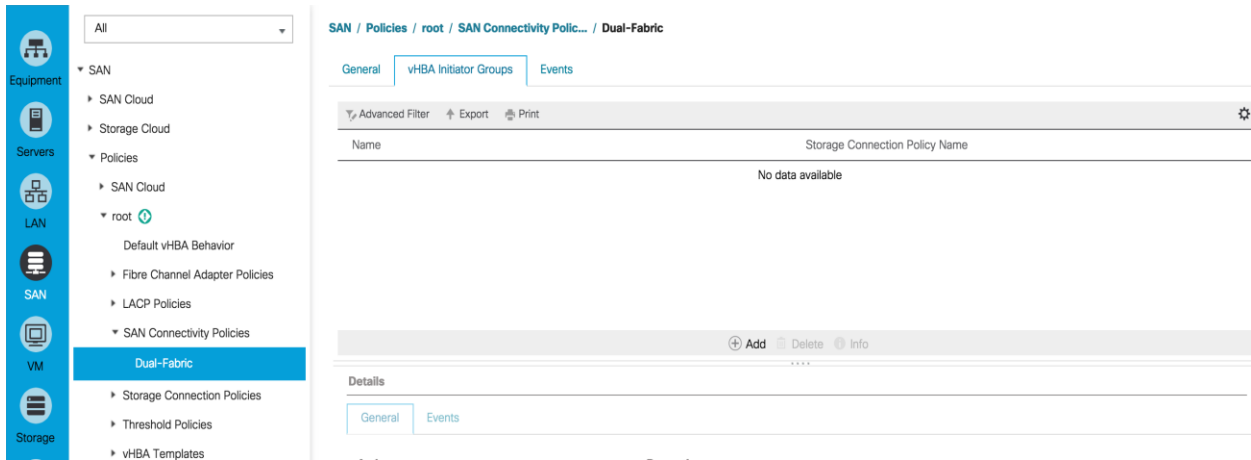 All
SAN / Policies / root / SAN Connectivity Polic... / Dual-Fabric
Equipment
Servers
LAN
SAN
VM
Storage
SAN
SAN Cloud
Storage Cloud
Policies
SAN Cloud
root
Default vHBA Behavior
Fibre Channel Adapter Policies
LACP Policies
SAN Connectivity Policies
Dual-Fabric
Storage Connection Policies
Threshold Policies
vHBA Templates
General vHBA Initiator Groups Events
Advanced Filter Export Print
Name Storage Connection Policy Name
No data available
Add Delete Info
Details
General Events